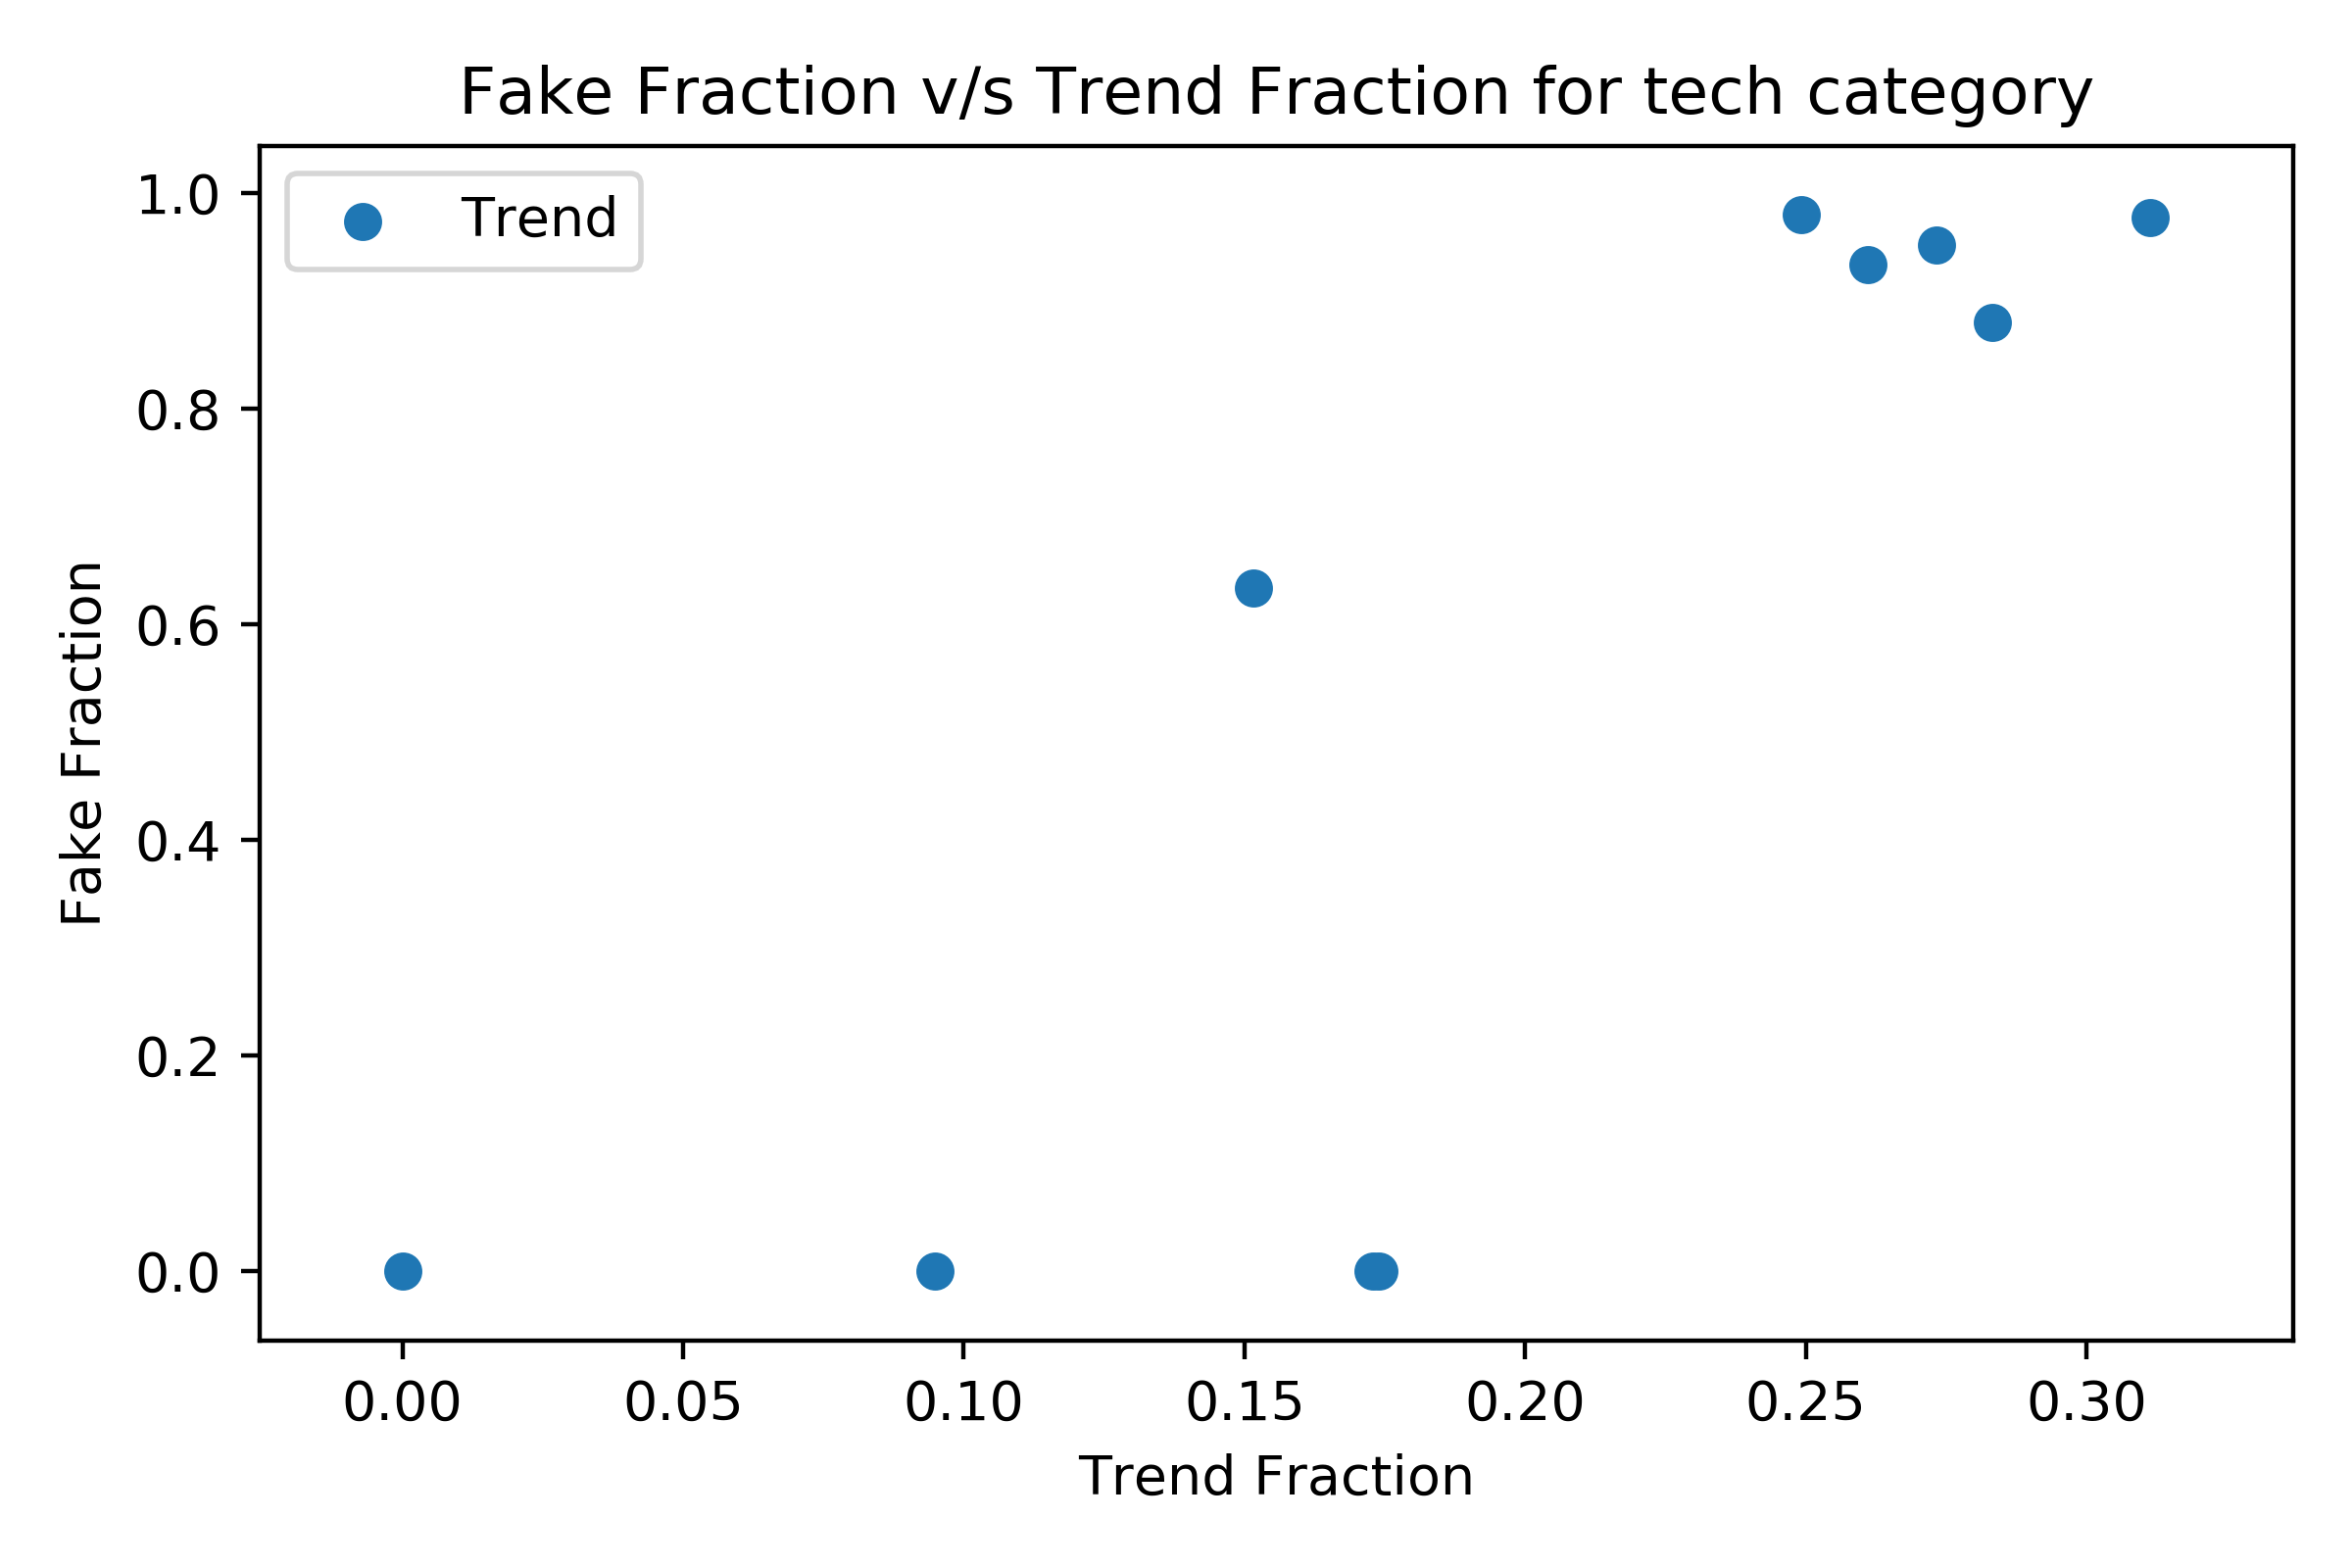 Fake Fraction v/s Trend Fraction for tech category
Trend
1.0
0.8
0.6
0.4
0.2
0.0
Fake Fraction
0.00 0.05 0.10 0.15 0.20 0.25 0.30
Trend Fraction